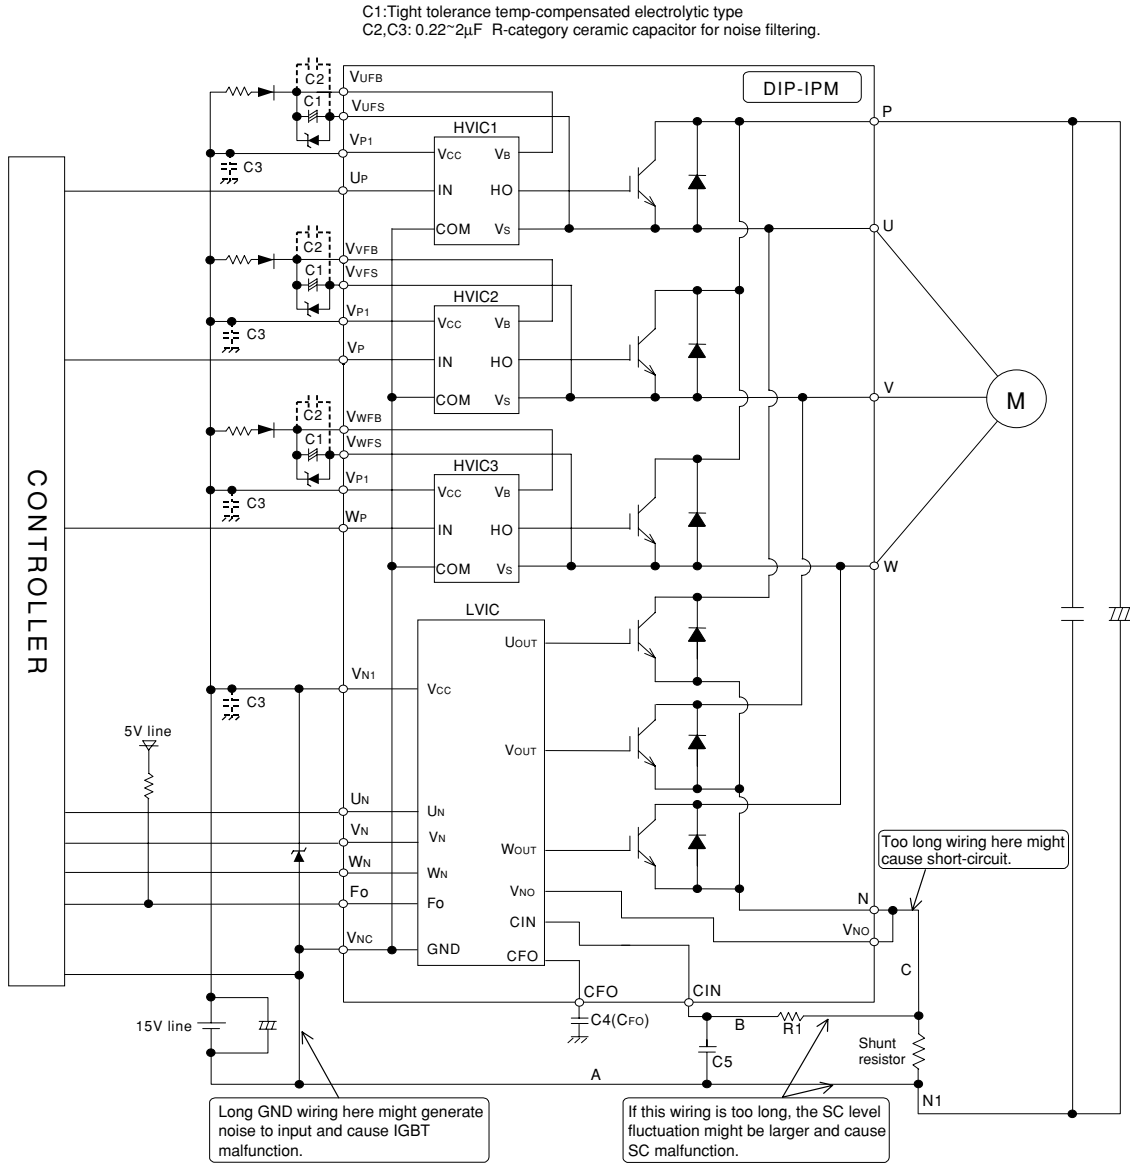 C1:Tight tolerance temp-compensated electrolytic type
C2,C3: 0.22~2μF R-category ceramic capacitor for noise filtering.
DIP-IPM
C2
VUFB
C1
VUFS
P
HVIC1
VP1
VCC
VB
C3
UP
IN
HO
COM
VS
U
C2
VVFB
C1
VVFS
HVIC2
VP1
VCC
VB
C3
VP
IN
HO
V
COM
VS
M
C2
VWFB
C1
VWFS
HVIC3
VP1
VCC
VB
C3
WP
IN
HO
COM
VS
W
CONTROLLER
LVIC
UOUT
VN1
VCC
C3
5V line
VOUT
UN
UN
VN
VN
WOUT
WN
WN
Too long wiring here might
cause short-circuit.
Fo
Fo
VNO
N
CIN
VNO
VNC
GND
CFO
C
CFO
CIN
15V line
C4(CFO)
B
R1
C5
Shunt
resistor
A
N1
Long GND wiring here might generate
noise to input and cause IGBT
malfunction.
If this wiring is too long, the SC level
fluctuation might be larger and cause
SC malfunction.